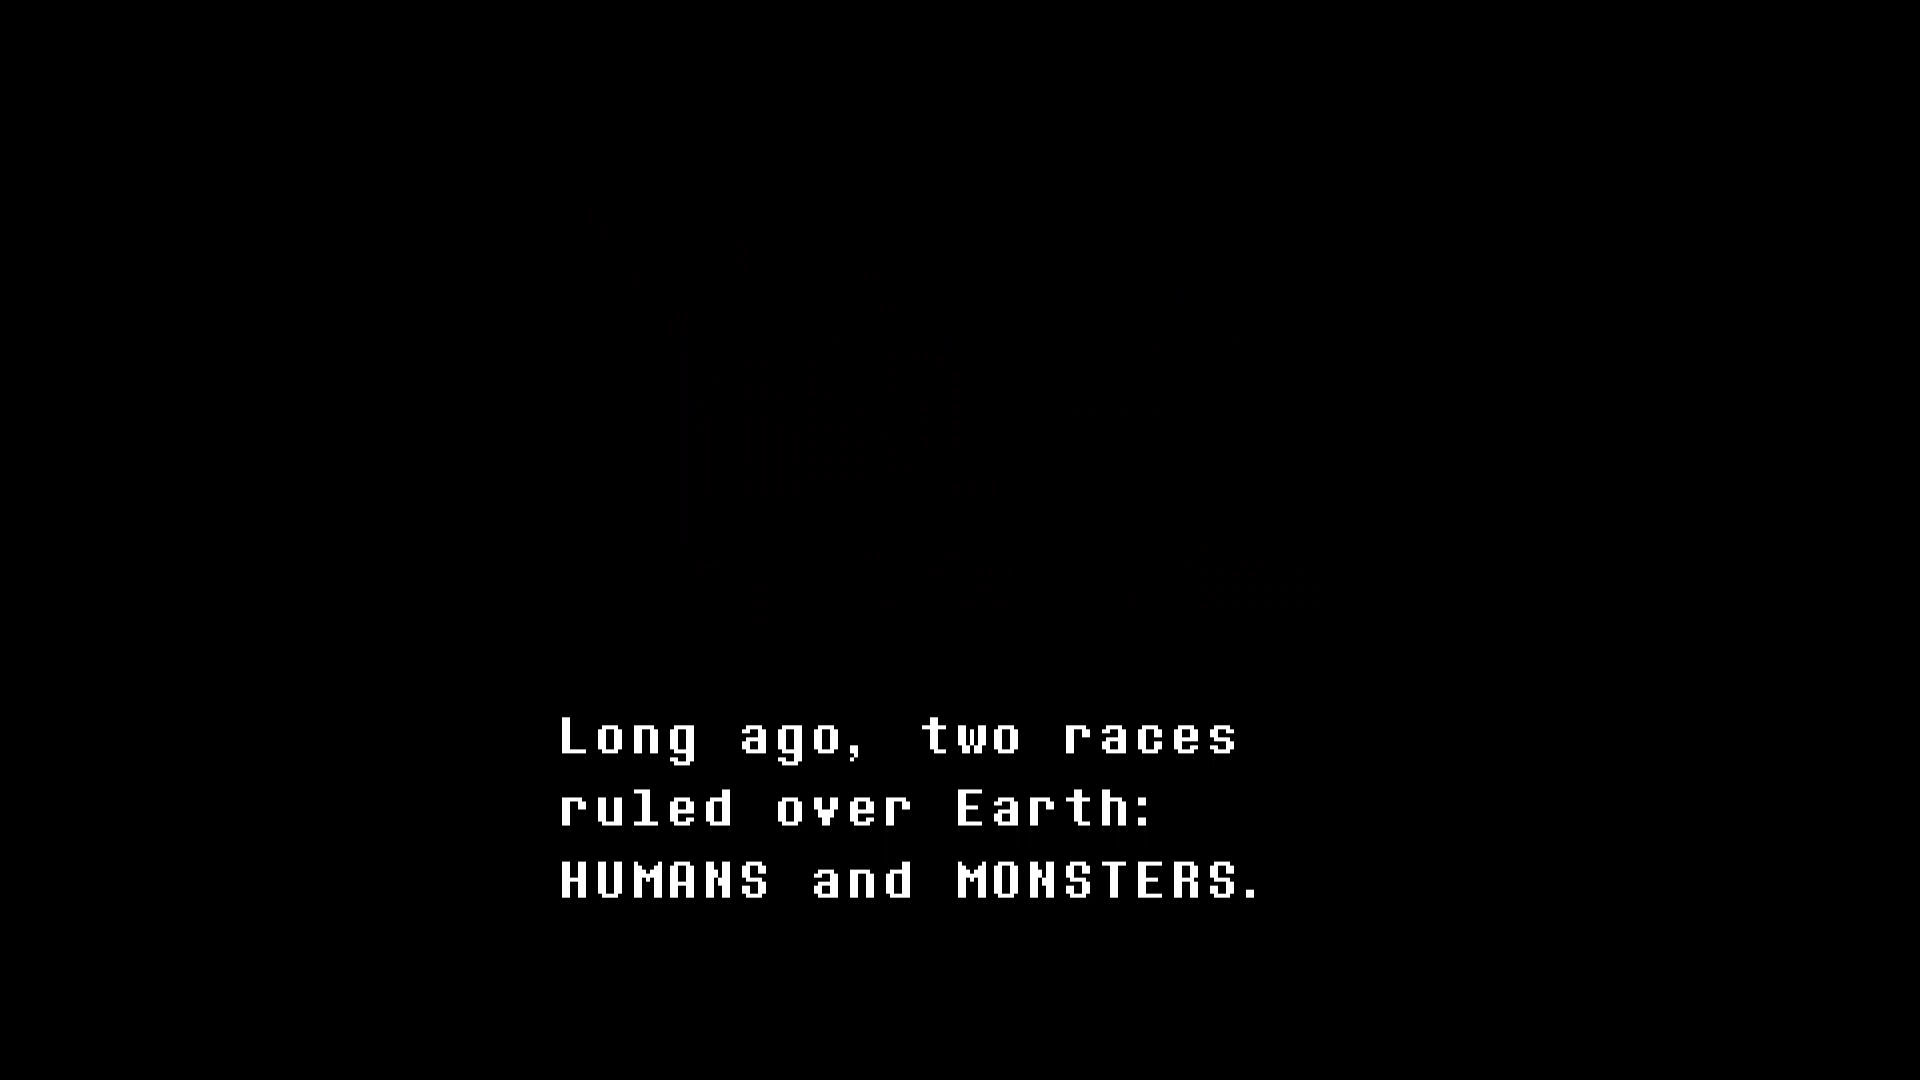 Long ago, two races
ruled over Earth:
HUMANS and MONSTERS.